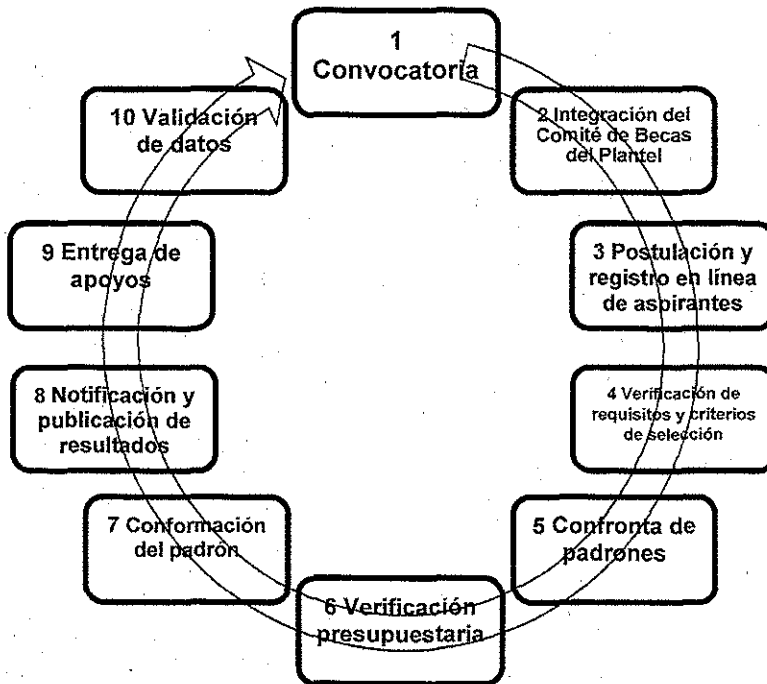 1
Convocatoria
2 Integración del
Comité de Becas
del Plantel
3 Postulación y
registro en línea
de aspirantes
4 Verificación de
requisitos y criterios
de selección
5 Confronta de
padrones
6 Verificación
presupuestaria
7 Conformación
del padrón
8 Notificación y
publicación de
resultados
9 Entrega de
apoyos
10 Validación
de datos